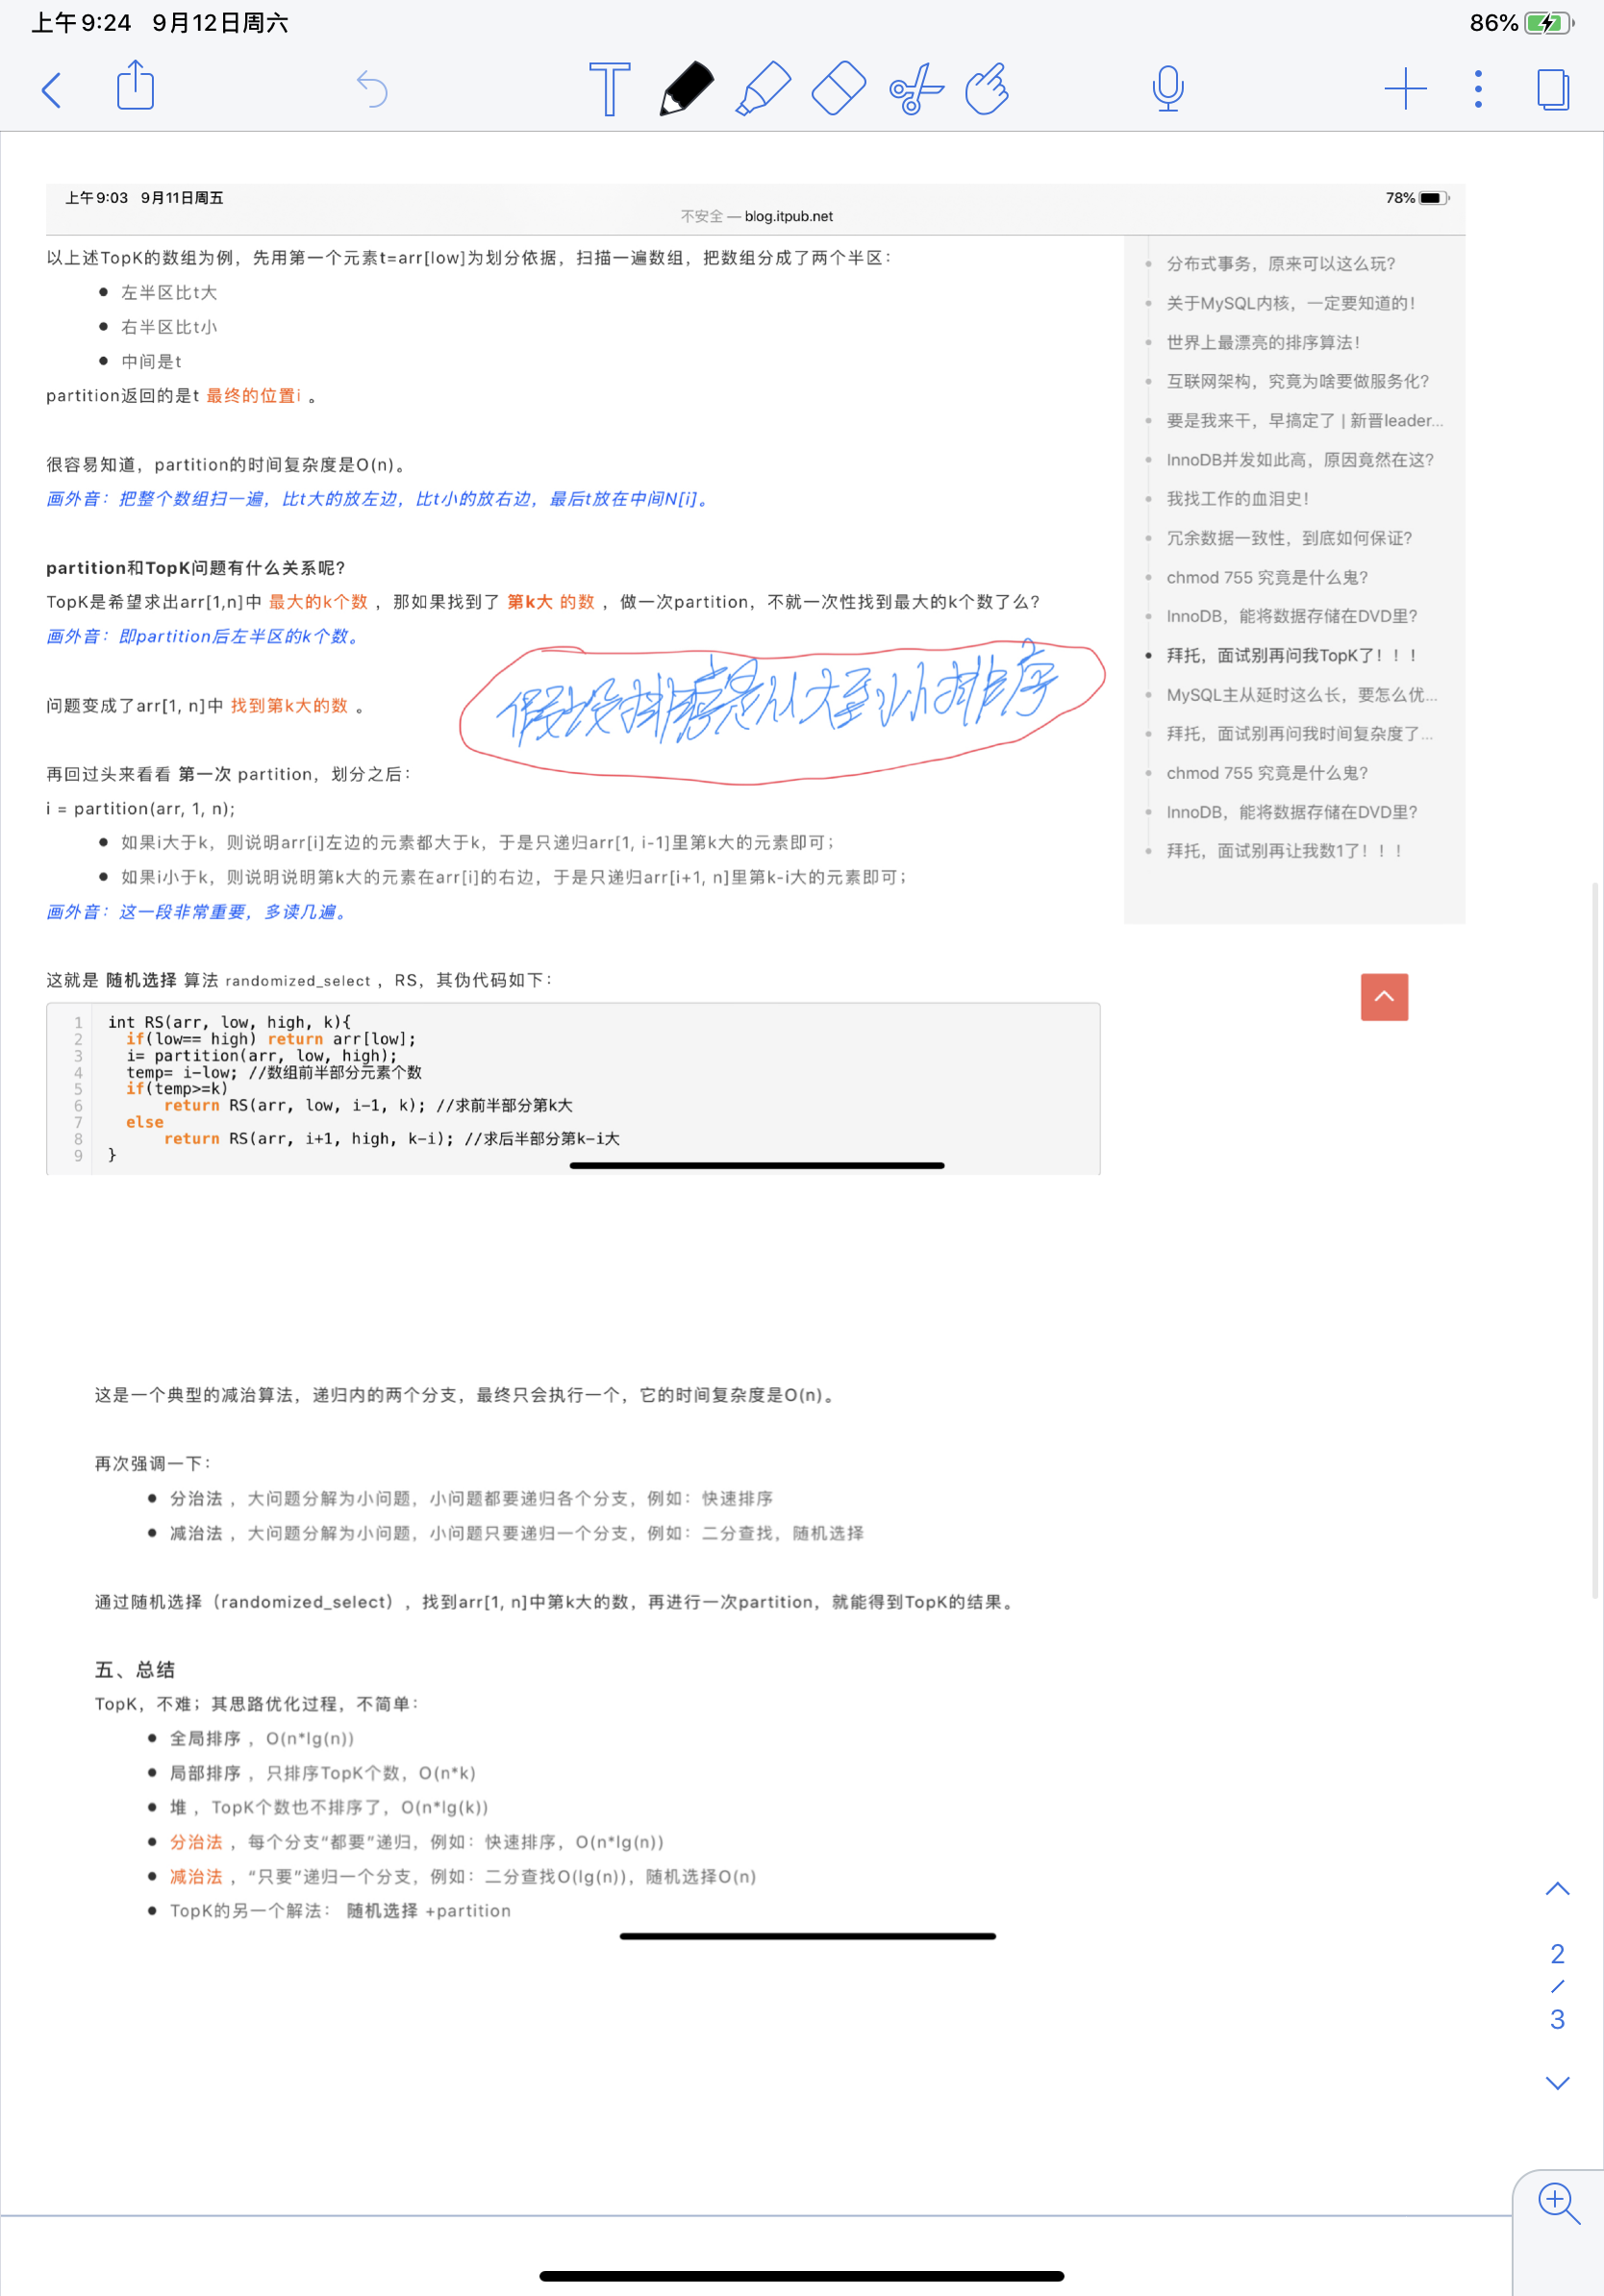 上午9:24 9月12日周六
86%
上午9:03 9月11日周五
78%
不安全 — blog.itpub.net
以上述TopK的数组为例，先用第一个元素t=arr[low]为划分依据，扫描一遍数组，把数组分成了两个半区：
左半区比t大
右半区比t小
中间是t
partition返回的是t 最终的位置i 。
很容易知道，partition的时间复杂度是O(n)。
画外音：把整个数组扫一遍，比t大的放左边，比t小的放右边，最后t放在中间N[i]。
partition和TopK问题有什么关系呢?
TopK是希望求出arr[1,n]中 最大的k个数 ，那如果找到了 第k大 的数 ，做一次partition，不就一次性找到最大的k个数了么?
画外音：即partition后左半区的k个数。
假设排序是从大至小排序
问题变成了arr[1, n]中 找到第k大的数 。
再回过头来看看 第一次 partition，划分之后：
i = partition(arr, 1, n);
如果i大于k，则说明arr[i]左边的元素都大于k，于是只递归arr[1, i-1]里第k大的元素即可；
如果i小于k，则说明说明第k大的元素在arr[i]的右边，于是只递归arr[i+1, n]里第k-i大的元素即可；
画外音：这一段非常重要，多读几遍。
这就是 随机选择 算法 randomized_select ，RS，其伪代码如下：
1 int RS(arr, low, high, k){
2 if(low== high) return arr[low];
3 i= partition(arr, low, high);
4 temp= i-low; //数组前半部分元素个数
5 if(temp>=k)
6 return RS(arr, low, i-1, k); //求前半部分第k大
7 else
8 return RS(arr, i+1, high, k-i); //求后半部分第k-i大
9 }
分布式事务，原来可以这么玩?
关于MySQL内核，一定要知道的!
世界上最漂亮的排序算法!
互联网架构，究竟为啥要做服务化?
要是我来干，早搞定了 | 新晋leader...
InnoDB并发如此高，原因竟然在这?
我找工作的血泪史!
冗余数据一致性，到底如何保证?
chmod 755 究竟是什么鬼?
InnoDB，能将数据存储在DVD里?
拜托，面试别再问我TopK了! ! !
MySQL主从延时这么长，要怎么优...
拜托，面试别再问我时间复杂度了...
chmod 755 究竟是什么鬼?
InnoDB，能将数据存储在DVD里?
拜托，面试别再让我数1了! ! !
这是一个典型的减治算法，递归内的两个分支，最终只会执行一个，它的时间复杂度是O(n)。
再次强调一下：
分治法 ，大问题分解为小问题，小问题都要递归各个分支，例如：快速排序
减治法 ，大问题分解为小问题，小问题只要递归一个分支，例如：二分查找，随机选择
通过随机选择（randomized_select），找到arr[1, n]中第k大的数，再进行一次partition，就能得到TopK的结果。
五、总结
TopK，不难；其思路优化过程，不简单：
全局排序 ，O(n*lg(n))
局部排序 ，只排序TopK个数，O(n*k)
堆 ，TopK个数也不排序了，O(n*lg(k))
分治法 ，每个分支“都要”递归，例如：快速排序，O(n*lg(n))
减治法 ，“只要”递归一个分支，例如：二分查找O(lg(n))，随机选择O(n)
TopK的另一个解法： 随机选择 +partition
2
/
3